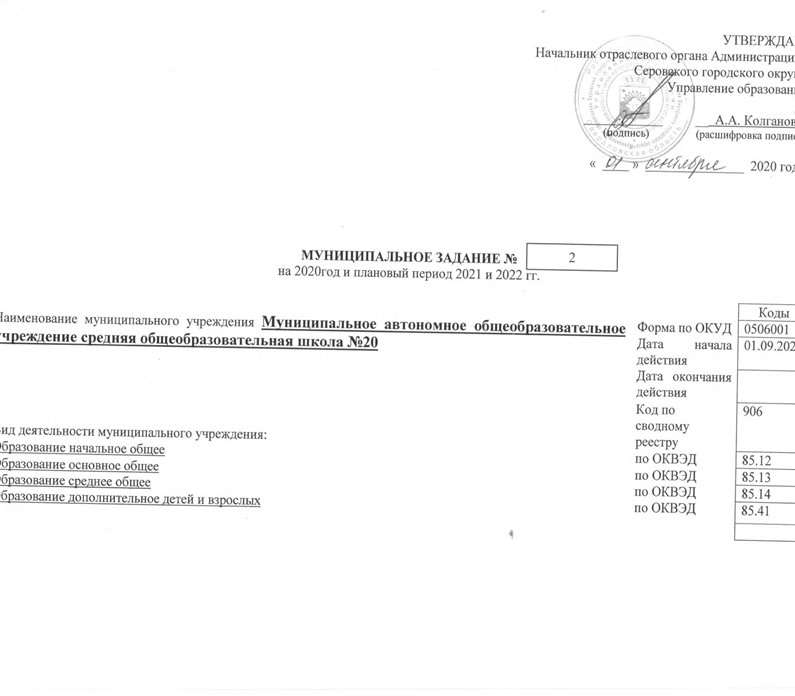 УТВЕРЖДА
Начальник отраслевого органа Администраци
Серовского городского окру
Управление образован
А.А. Колганов
(подпись)
(расшифровка подпис
« 01 » сентября 2020 год
МУНИЦИПАЛЬНОЕ ЗАДАНИЕ № 2
на 2020год и плановый период 2021 и 2022 гг.
Коды
Наименование муниципального учреждения Муниципальное автономное общеобразовательное
учреждение средняя общеобразовательная школа №20
Форма по ОКУД 0506001
Дата начала
действия 01.09.202
Дата окончания
действия
Код по
сводному
реестру 906
ид деятельности муниципального учреждения:
бразование начальное общее
бразование основное общее
бразование среднее общее
бразование дополнительное детей и взрослых
по ОКВЭД 85.12
по ОКВЭД 85.13
по ОКВЭД 85.14
по ОКВЭД 85.41